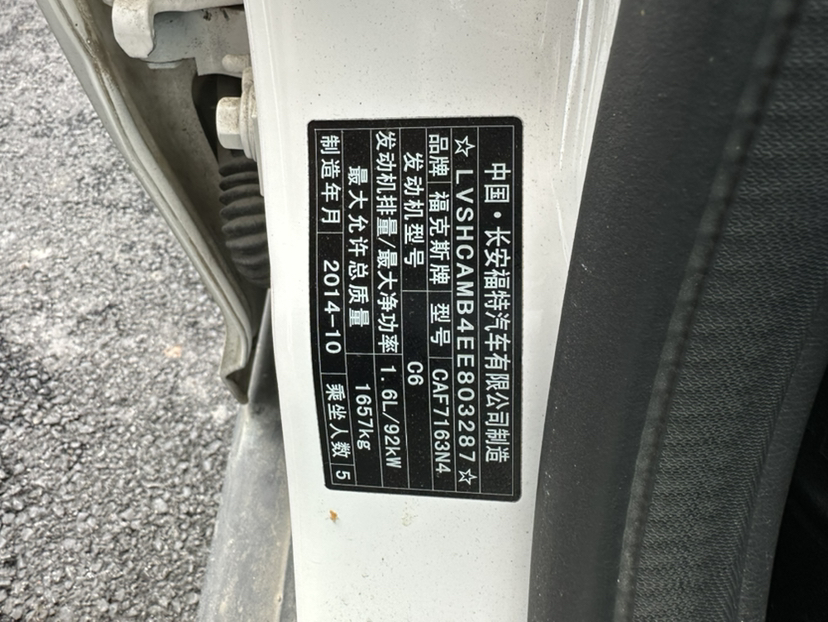 中国·长安福特汽车有限公司制造
☆LVSHCAMB4EE803287☆
品牌 福克斯牌 型号 CAF7163N4
发动机型号 C6
发动机排量/最大净功率 1.6L/92kW
最大允许总质量 1657kg
制造年月 2014-10 乘坐人数 5